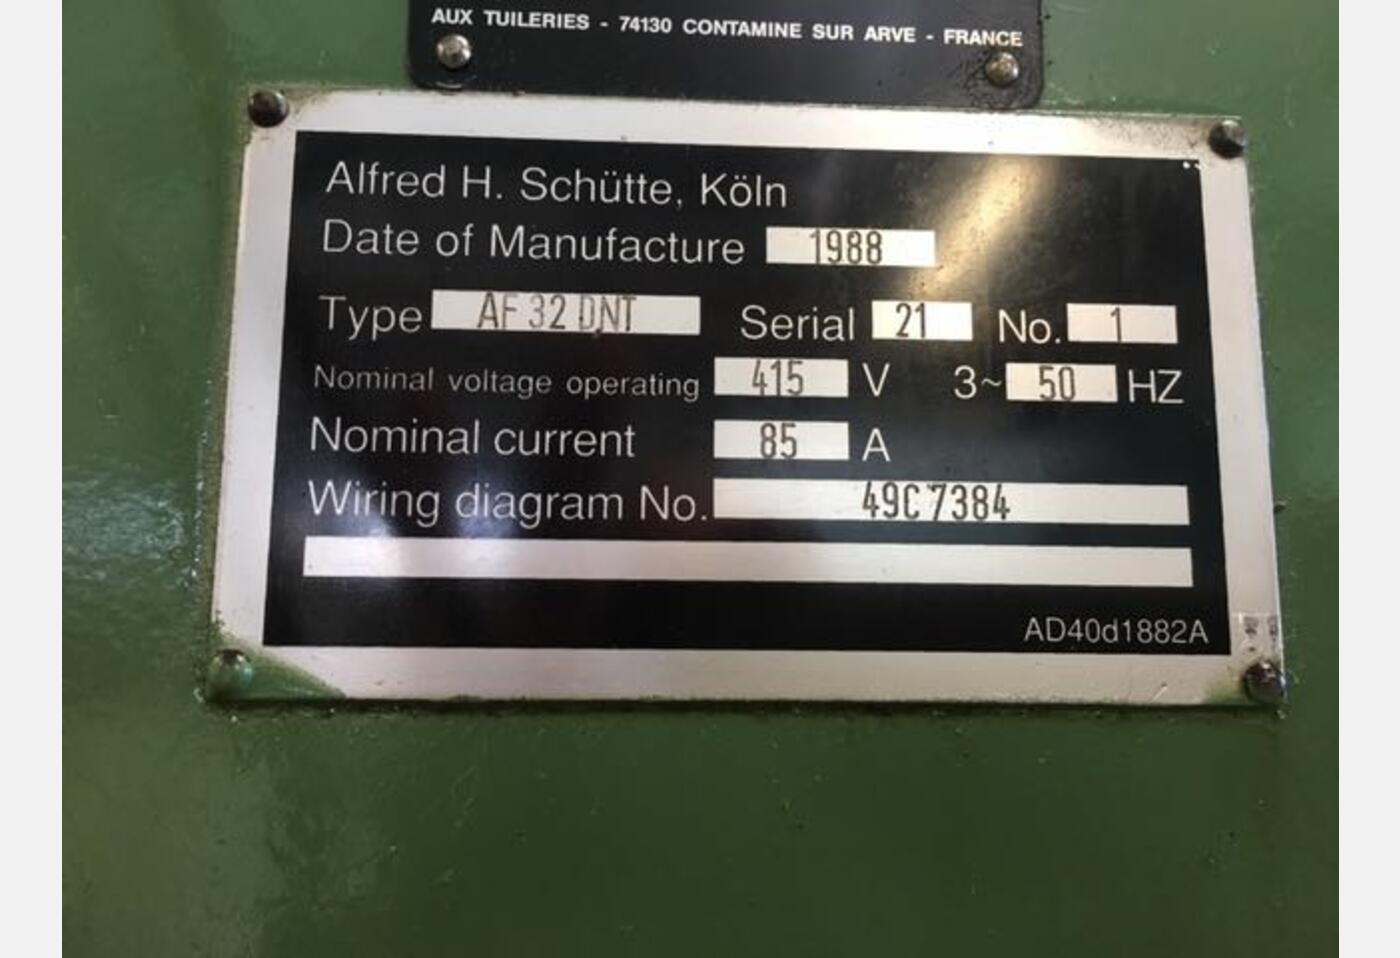 AUX TUILERIES - 74130 CONTAMINE SUR ARVE - FRANCE
Alfred H. Schütte, Köln
Date of Manufacture 1988
Type AF 32 DNT Serial 21 No. 1
Nominal voltage operating 415 V 3~ 50 HZ
Nominal current 85 A
Wiring diagram No. 49C7384
AD40d1882A